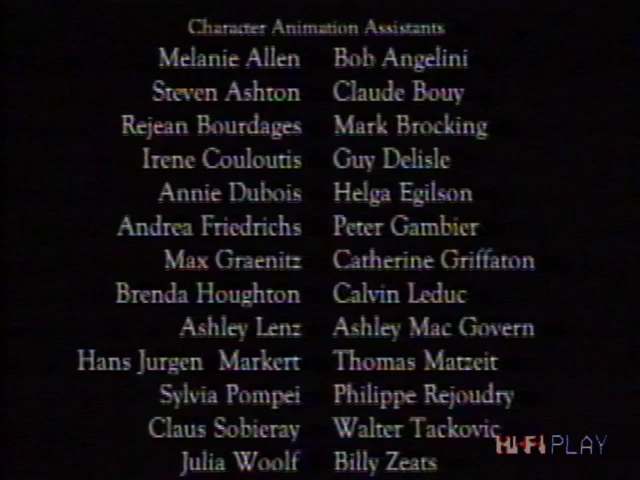 Character Animation Assistants
Melanie Allen Bob Angelini
Steven Ashton Claude Bouy
Rejean Bourdages Mark Brocking
Irene Couloutis Guy Delisle
Annie Dubois Helga Egilson
Andrea Friedrichs Peter Gambier
Max Graenitz Catherine Griffaton
Brenda Houghton Calvin Leduc
Ashley Lenz Ashley Mac Govern
Hans Jurgen Markert Thomas Matzeit
Sylvia Pompei Philippe Rejoudry
Claus Sobieray Walter Tackovic
HI-FI PLAY
Julia Woolf Billy Zeats